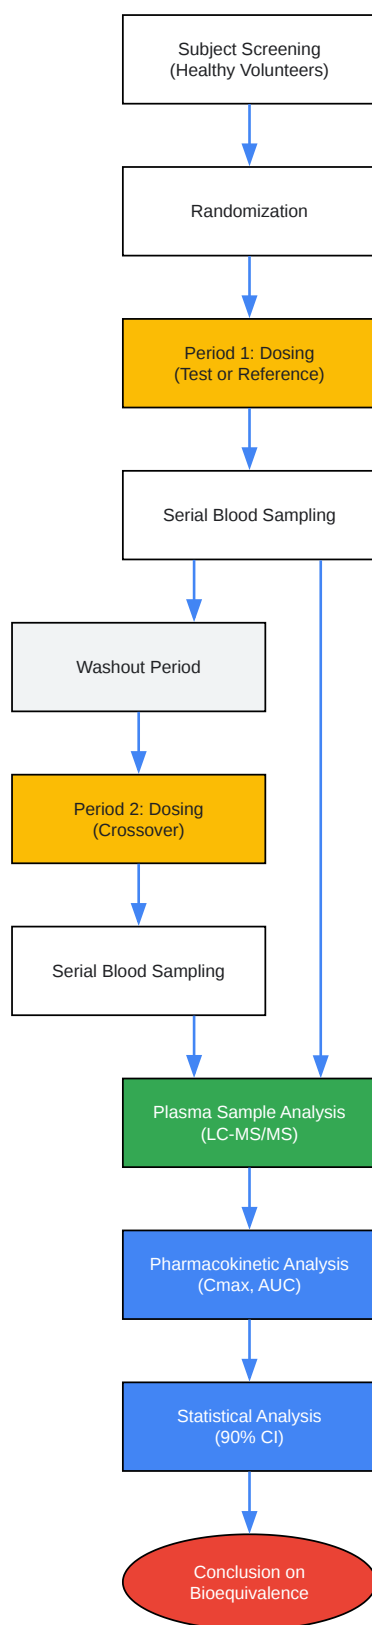 Subject Screening
(Healthy Volunteers)
Randomization
Period 1: Dosing
(Test or Reference)
Serial Blood Sampling
Washout Period
Period 2: Dosing
(Crossover)
Serial Blood Sampling
Plasma Sample Analysis
(LC-MS/MS)
Pharmacokinetic Analysis
(Cmax, AUC)
Statistical Analysis
(90% CI)
Conclusion on
Bioequivalence